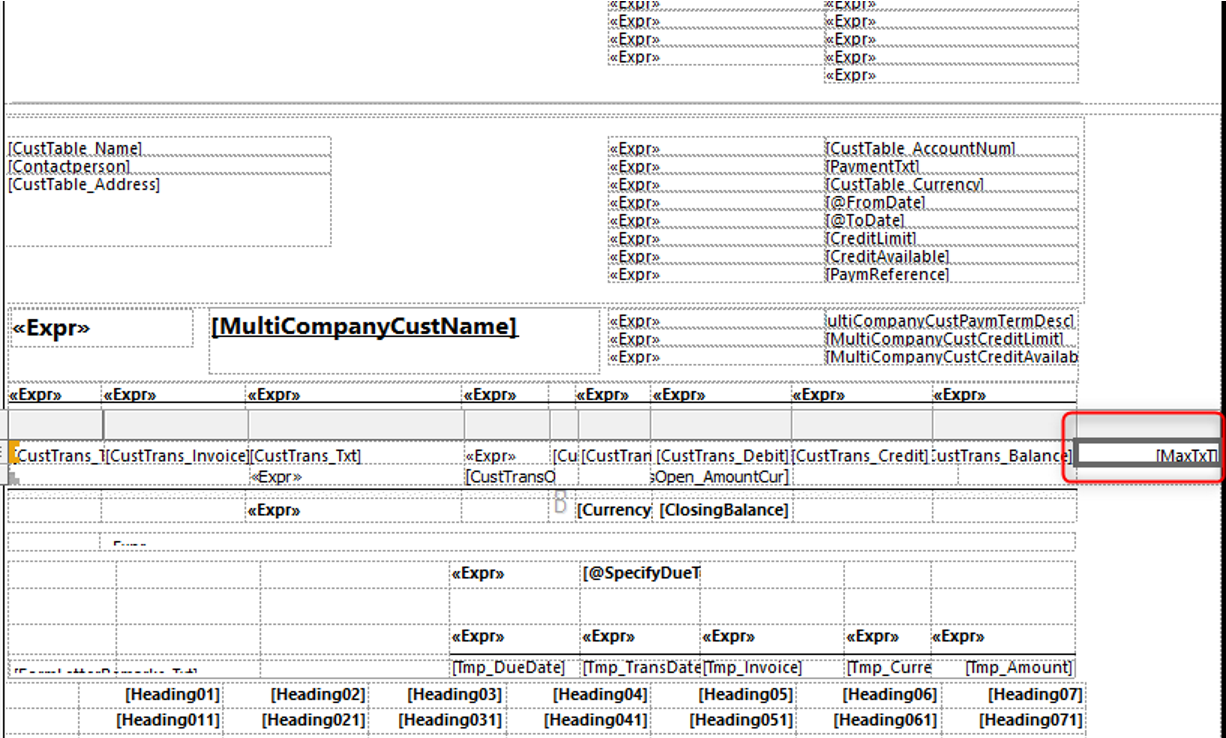 «Expr» «Expr»
«Expr» «Expr»
«Expr» «Expr»
«Expr» «Expr»
«Expr»
[CustTable_Name] «Expr» [CustTable_AccountNum]
[Contactperson] «Expr» [PaymentTxt]
[CustTable_Address] «Expr» [CustTable_Currency]
«Expr» [@FromDate]
«Expr» [@ToDate]
«Expr» [CreditLimit]
«Expr» [CreditAvailable]
«Expr» [PaymReference]
«Expr» [MultiCompanyCustName] «Expr» ultiCompanyCustPaymTermDesc]
«Expr» [MultiCompanyCustCreditLimit]
«Expr» [MultiCompanyCustCreditAvailab
«Expr» «Expr» «Expr» «Expr» «Expr» «Expr» «Expr» «Expr»
[CustTrans_T [CustTrans_Invoice] [CustTrans_Txt] «Expr» [Cu [CustTran [CustTrans_Debit] [CustTrans_Credit] CustTrans_Balance] [MaxTxT]
«Expr» [CustTransO sOpen_AmountCur]
«Expr» B [Currency [ClosingBalance]
Expr
«Expr» [@SpecifyDueT
«Expr» «Expr» «Expr» «Expr» «Expr»
[FormLetterRemarks_Txt] [Tmp_DueDate] [Tmp_TransDate [Tmp_Invoice] [Tmp_Curre [Tmp_Amount]
[Heading01] [Heading02] [Heading03] [Heading04] [Heading05] [Heading06] [Heading07]
[Heading011] [Heading021] [Heading031] [Heading041] [Heading051] [Heading061] [Heading071]